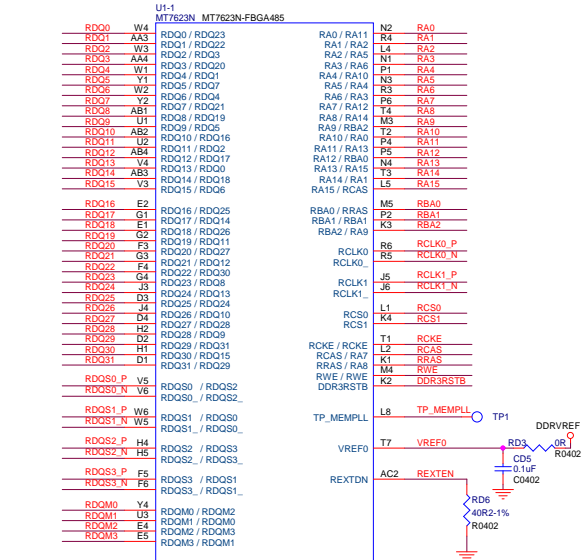 U1-1
MT7623N MT7623N-FBGA485
RDQ0 W4 RDQ0 / RDQ23 RA0 / RA11 N2 RA0
RDQ1 AA3 RDQ1 / RDQ22 RA1 / RA2 R4 RA1
RDQ2 W3 RDQ2 / RDQ3 RA2 / RA5 L4 RA2
RDQ3 AA4 RDQ3 / RDQ20 RA3 / RA6 N1 RA3
RDQ4 W1 RDQ4 / RDQ1 RA4 / RA10 P1 RA4
RDQ5 Y1 RDQ5 / RDQ7 RA5 / RA4 N5 RA5
RDQ6 W2 RDQ6 / RDQ4 RA6 / RA3 R3 RA6
RDQ7 Y2 RDQ7 / RDQ21 RA7 / RA12 P6 RA7
RDQ8 AB1 RDQ8 / RDQ19 RA8 / RA14 T4 RA8
RDQ9 U1 RDQ9 / RDQ5 RA9 / RBA2 M3 RA9
RDQ10 AB2 RDQ10 / RDQ16 RA10 / RA0 T2 RA10
RDQ11 U2 RDQ11 / RDQ2 RA11 / RA13 P4 RA11
RDQ12 AB4 RDQ12 / RDQ17 RA12 / RBA0 P5 RA12
RDQ13 V4 RDQ13 / RDQ0 RA13 / RA15 N4 RA13
RDQ14 AB3 RDQ14 / RDQ18 RA14 / RA1 T3 RA14
RDQ15 V3 RDQ15 / RDQ6 RA15 / RCAS L5 RA15
RDQ16 E2 RDQ16 / RDQ25 RBA0 / RRAS M5 RBA0
RDQ17 G1 RDQ17 / RDQ14 RBA1 / RBA1 P2 RBA1
RDQ18 E1 RDQ18 / RDQ26 RBA2 / RA9 K3 RBA2
RDQ19 G2 RDQ19 / RDQ11
RDQ20 F3 RDQ20 / RDQ27 RCLK0 R6 RCLK0_P
RDQ21 G3 RDQ21 / RDQ12 RCLK0_ R5 RCLK0_N
RDQ22 F4 RDQ22 / RDQ30
RDQ23 G4 RDQ23 / RDQ8 RCLK1 J5 RCLK1_P
RDQ24 J3 RDQ24 / RDQ13 RCLK1_ J6 RCLK1_N
RDQ25 D3 RDQ25 / RDQ24
RDQ26 J4 RDQ26 / RDQ10 RCS0 L1 RCS0
RDQ27 D4 RDQ27 / RDQ28 RCS1 K4 RCS1
RDQ28 H2 RDQ28 / RDQ9
RDQ29 D2 RDQ29 / RDQ31 RCKE / RCKE T1 RCKE
RDQ30 H1 RDQ30 / RDQ15 RCAS / RA7 L2 RCAS
RDQ31 D1 RDQ31 / RDQ29 RRAS / RA8 K1 RRAS
RWE / RWE M4 RWE
RDQS0_P V5 RDQS0 / RDQS2 DDR3RSTB K2 DDR3RSTB
RDQS0_N V6 RDQS0_ / RDQS2_
RDQS1_P W6 RDQS1 / RDQS0 TP_MEMPLL L8 TP_MEMPLL TP1
RDQS1_N W5 RDQS1_ / RDQS0_
DDRVREF
RDQS2_P H4 RDQS2 / RDQS3 VREF0 T7 VREF0 RD3 0R
RDQS2_N H5 RDQS2_ / RDQS3_ R0402
CD5
0.1uF
C0402
RDQS3_P F5 RDQS3 / RDQS1 REXTDN AC2 REXTEN
RDQS3_N F6 RDQS3_ / RDQS1_
RD6
40R2-1%
R0402
RDQM0 Y4 RDQM0 / RDQM2
RDQM1 U3 RDQM1 / RDQM0
RDQM2 E4 RDQM2 / RDQM3
RDQM3 E5 RDQM3 / RDQM1